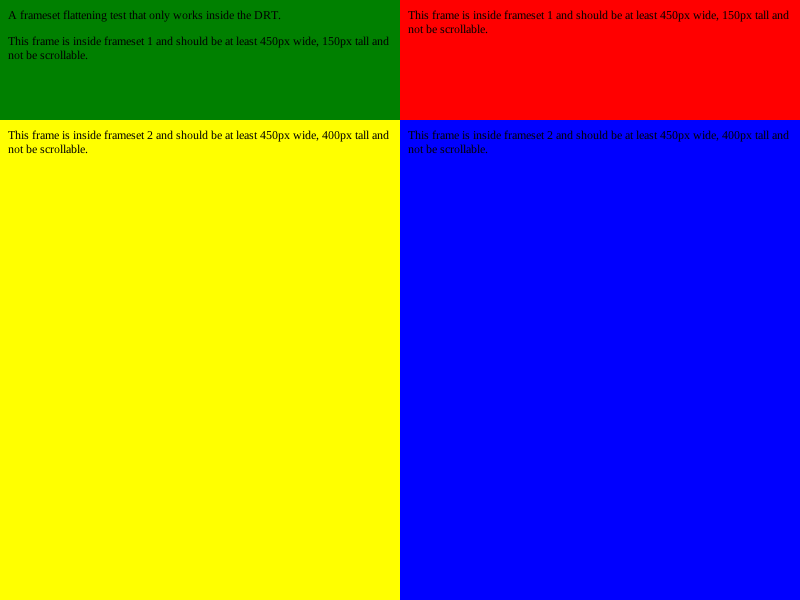 A frameset flattening test that only works inside the DRT.
This frame is inside frameset 1 and should be at least 450px wide, 150px tall and
not be scrollable.
This frame is inside frameset 1 and should be at least 450px wide, 150px tall and
not be scrollable.
This frame is inside frameset 2 and should be at least 450px wide, 400px tall and
not be scrollable.
This frame is inside frameset 2 and should be at least 450px wide, 400px tall and
not be scrollable.